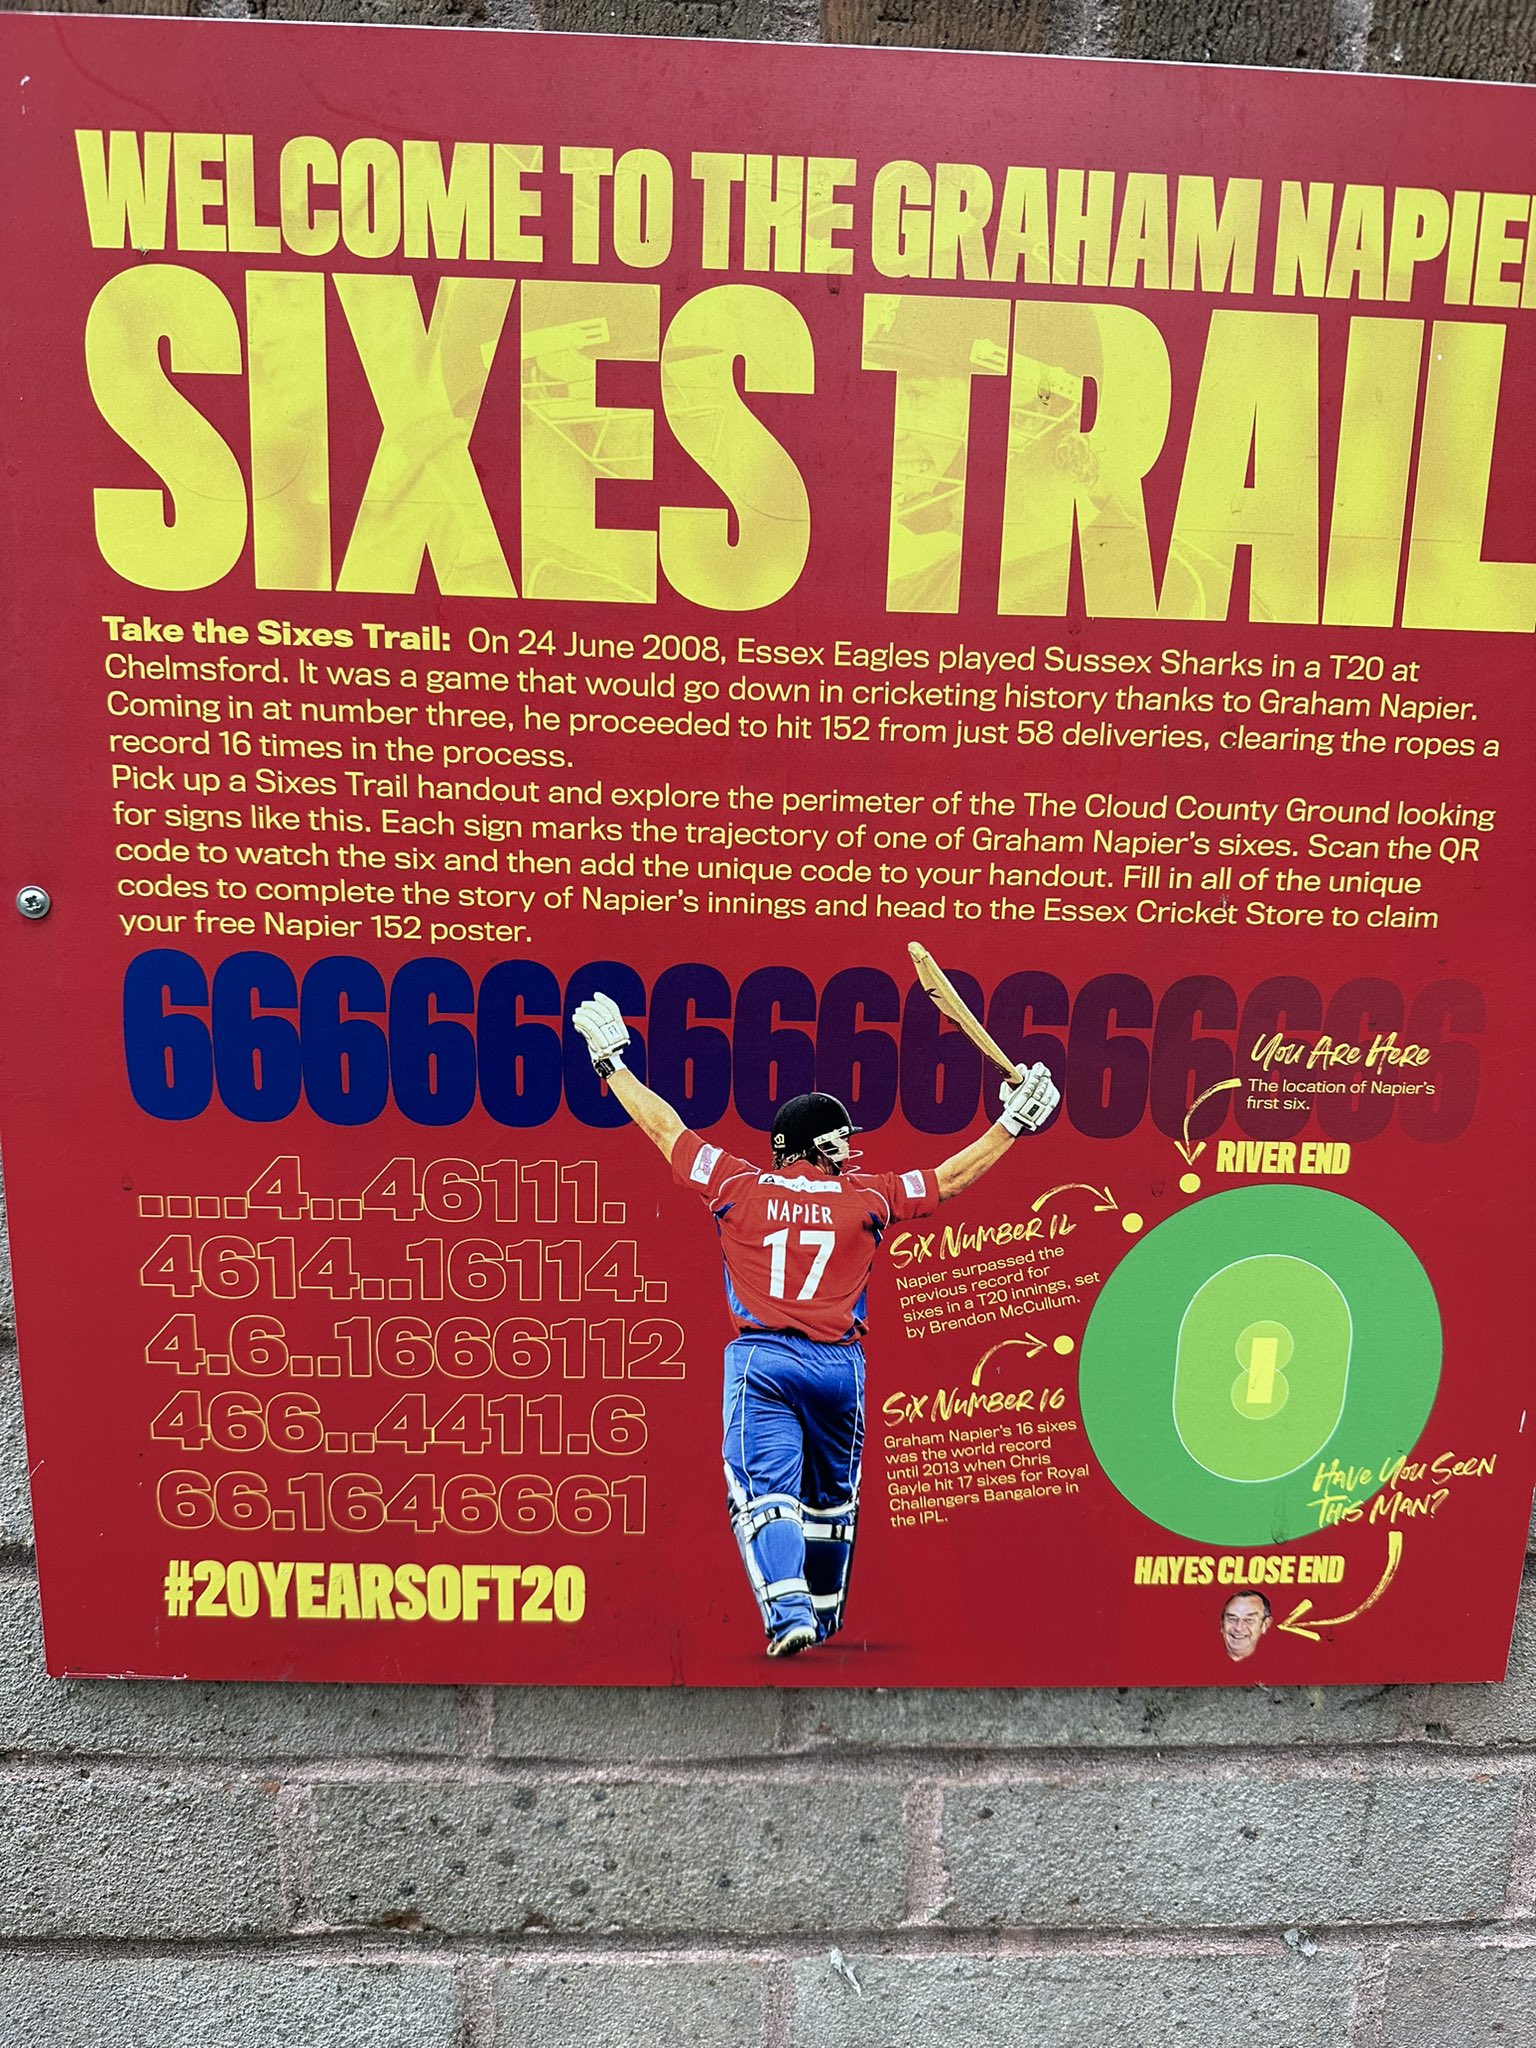 WELCOME TO THE GRAHAM NAPIE
SIXES TRAIL
Take the Sixes Trail: On 24 June 2008, Essex Eagles played Sussex Sharks in a T20 at
Chelmsford. It was a game that would go down in cricketing history thanks to Graham Napier.
Coming in at number three, he proceeded to hit 152 from just 58 deliveries, clearing the ropes a
record 16 times in the process.
Pick up a Sixes Trail handout and explore the perimeter of the The Cloud County Ground looking
for signs like this. Each sign marks the trajectory of one of Graham Napier's sixes. Scan the QR
code to watch the six and then add the unique code to your handout. Fill in all of the unique
codes to complete the story of Napier's innings and head to the Essex Cricket Store to claim
your free Napier 152 poster.
6666666666666666
....4..46111.
4614..16114.
4.6..1666112
466..4411.6
66.1646661
#20YEARSOFT20
NAPIER
17
You Are Here
The location of Napier's
first six.
RIVER END
Six Number 12
Napier surpassed the
previous record for
sixes in a T20 innings, set
by Brendon McCullum.
Six Number 16
Graham Napier's 16 sixes
was the world record
until 2013 when Chris
Gayle hit 17 sixes for Royal
Challengers Bangalore in
the IPL.
Have You Seen
This Man?
HAYES CLOSE END